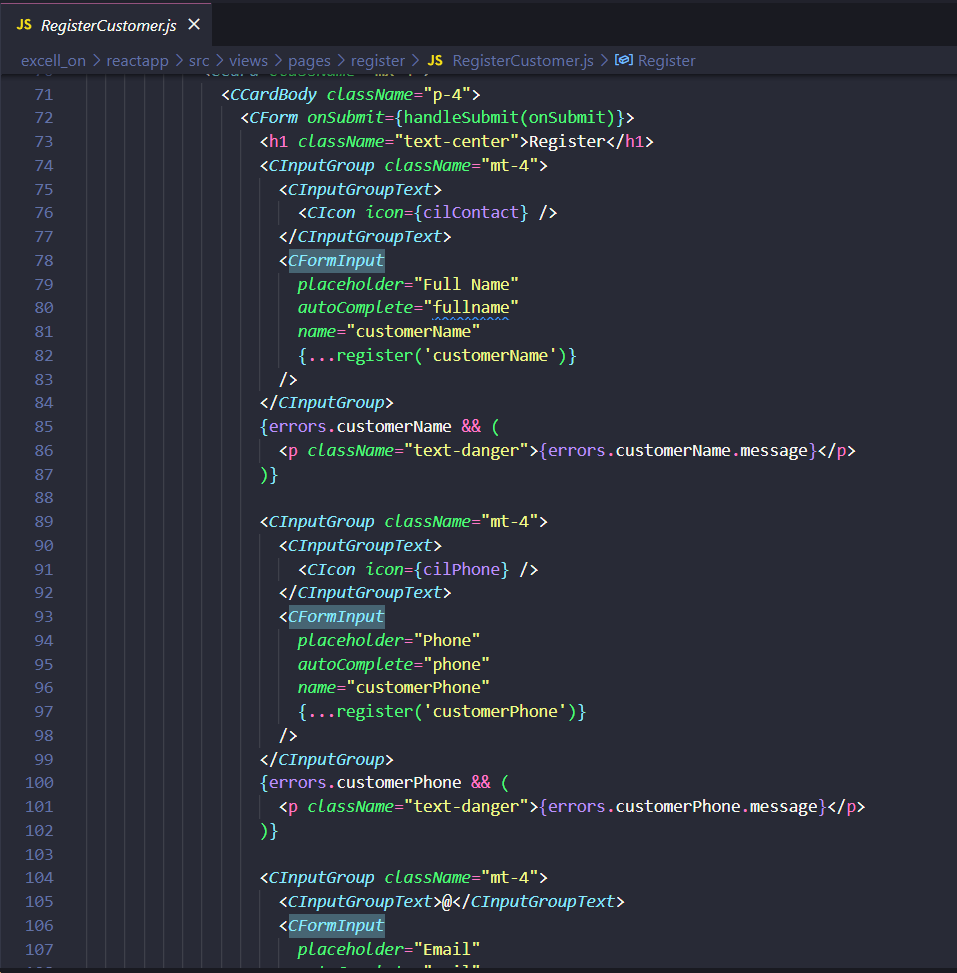 JS RegisterCustomer.js ×
excell_on > reactapp > src > views > pages > register > JS RegisterCustomer.js > Register
71 <CCardBody className="p-4">
72 <CForm onSubmit={handleSubmit(onSubmit)}>
73 <h1 className="text-center">Register</h1>
74 <CInputGroup className="mt-4">
75 <CInputGroupText>
76 <CIcon icon={cilContact} />
77 </CInputGroupText>
78 <CFormInput
79 placeholder="Full Name"
80 autoComplete="fullname"
81 name="customerName"
82 {...register('customerName')}
83 />
84 </CInputGroup>
85 {errors.customerName && (
86 <p className="text-danger">{errors.customerName.message}</p>
87 )}
88
89 <CInputGroup className="mt-4">
90 <CInputGroupText>
91 <CIcon icon={cilPhone} />
92 </CInputGroupText>
93 <CFormInput
94 placeholder="Phone"
95 autoComplete="phone"
96 name="customerPhone"
97 {...register('customerPhone')}
98 />
99 </CInputGroup>
100 {errors.customerPhone && (
101 <p className="text-danger">{errors.customerPhone.message}</p>
102 )}
103
104 <CInputGroup className="mt-4">
105 <CInputGroupText>@</CInputGroupText>
106 <CFormInput
107 placeholder="Email"